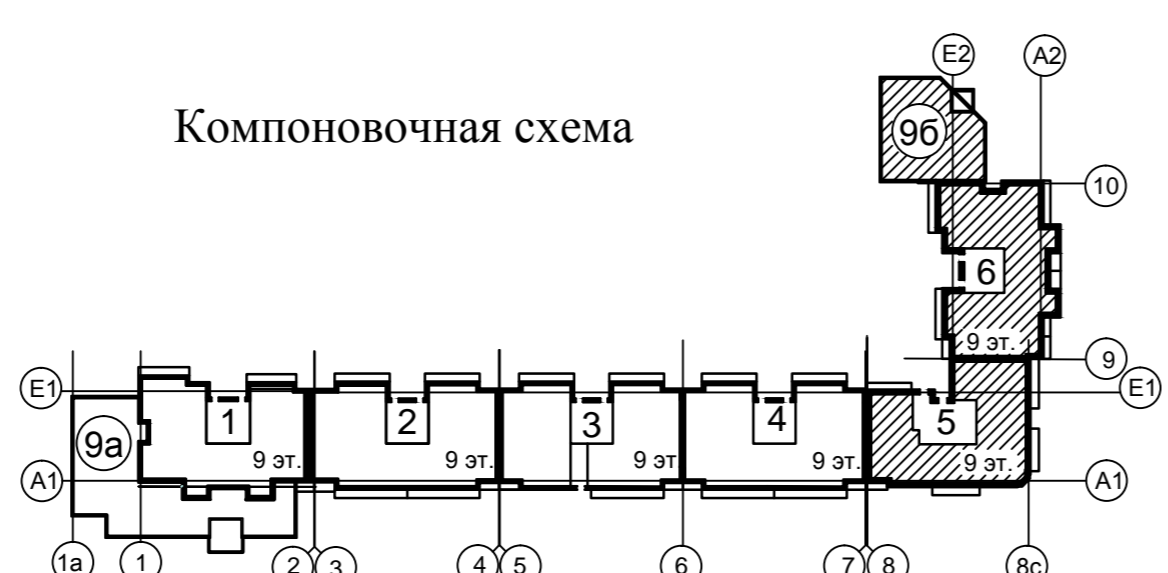 Е2 А2
Компоновочная схема
9б
10
6
9 эт.
9
Е1 Е1
1 2 3 4 5
9а
9 эт. 9 эт. 9 эт 9 эт. 9 эт.
А1 А1
1а 1 2 3 4 5 6 7 8 8с